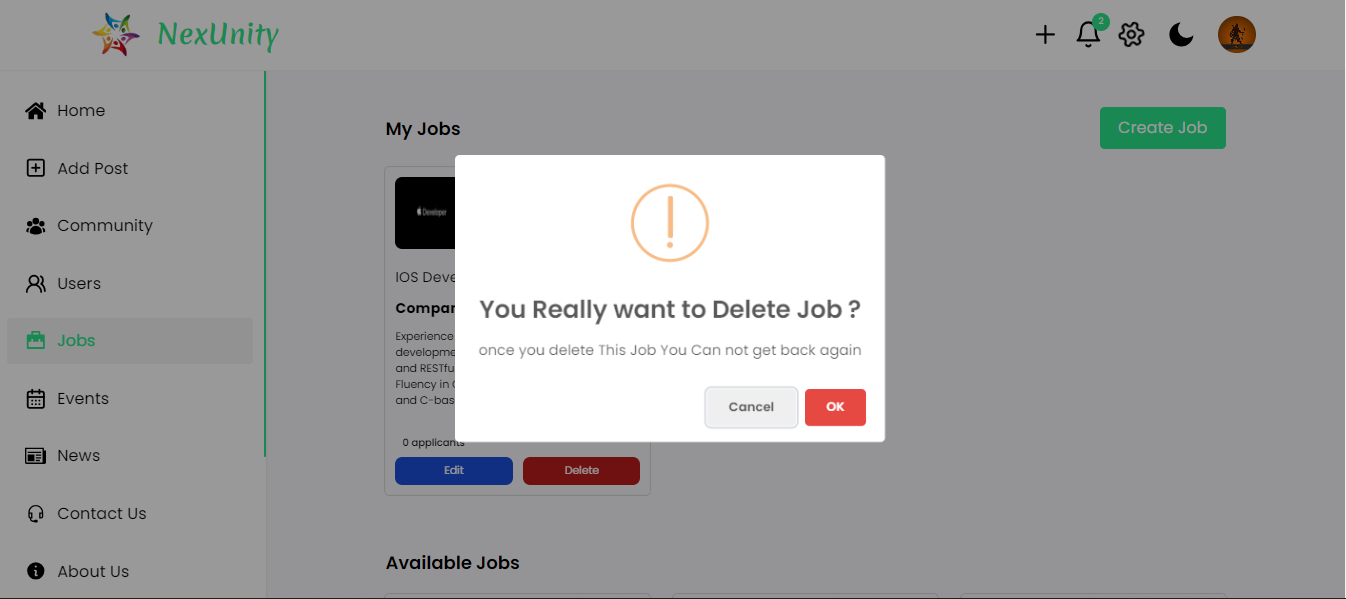 NexUnity
2
Home
Add Post
Community
Users
Jobs
Events
News
Contact Us
About Us
My Jobs
Create Job
Developer
IOS Deve
Compar
Experience
developme
and RESTfu
Fluency in
and C-bas
0 applicants
Edit
Delete
You Really want to Delete Job ?
once you delete This Job You Can not get back again
Cancel
OK
Available Jobs